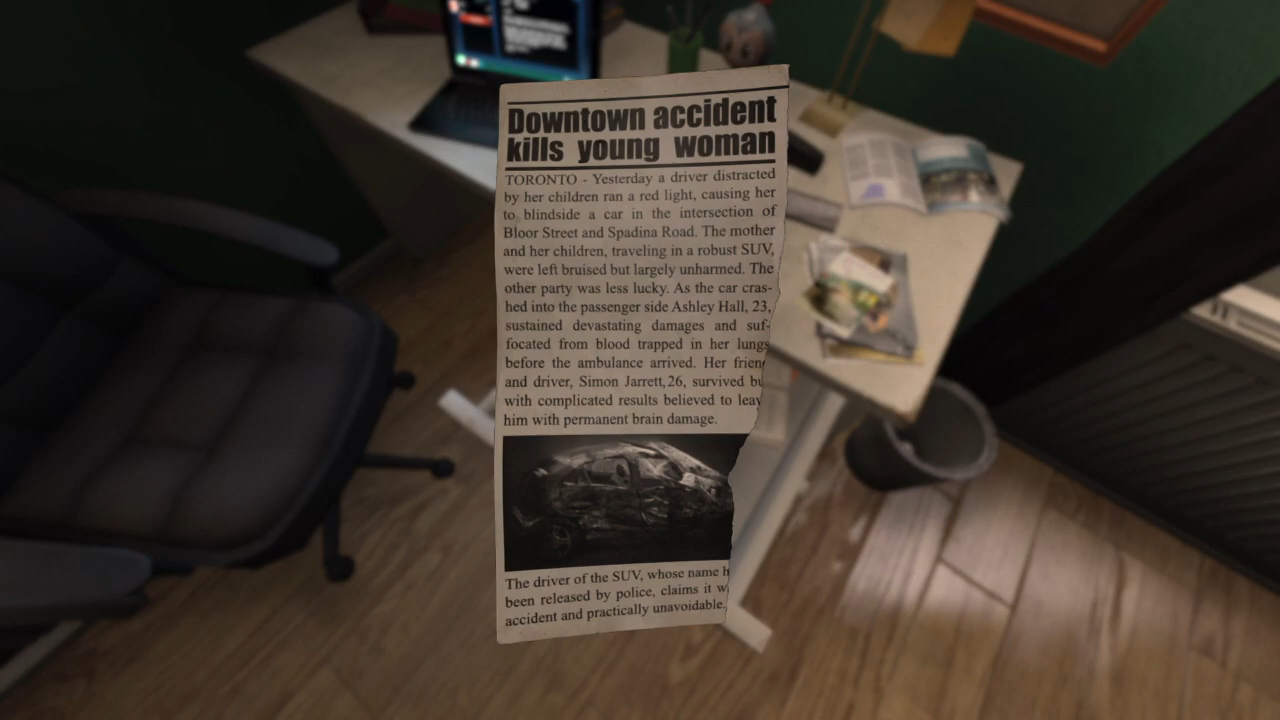 Downtown accident
kills young woman
TORONTO - Yesterday a driver distracted
by her children ran a red light, causing her
to blindside a car in the intersection of
Bloor Street and Spadina Road. The mother
and her children, traveling in a robust SUV,
were left bruised but largely unharmed. The
other party was less lucky. As the car cras-
hed into the passenger side Ashley Hall, 23,
sustained devastating damages and suf-
focated from blood trapped in her lungs
before the ambulance arrived. Her frien
and driver, Simon Jarrett, 26, survived bu
with complicated results believed to leav
him with permanent brain damage.
The driver of the SUV, whose name h
been released by police, claims it w
accident and practically unavoidable.